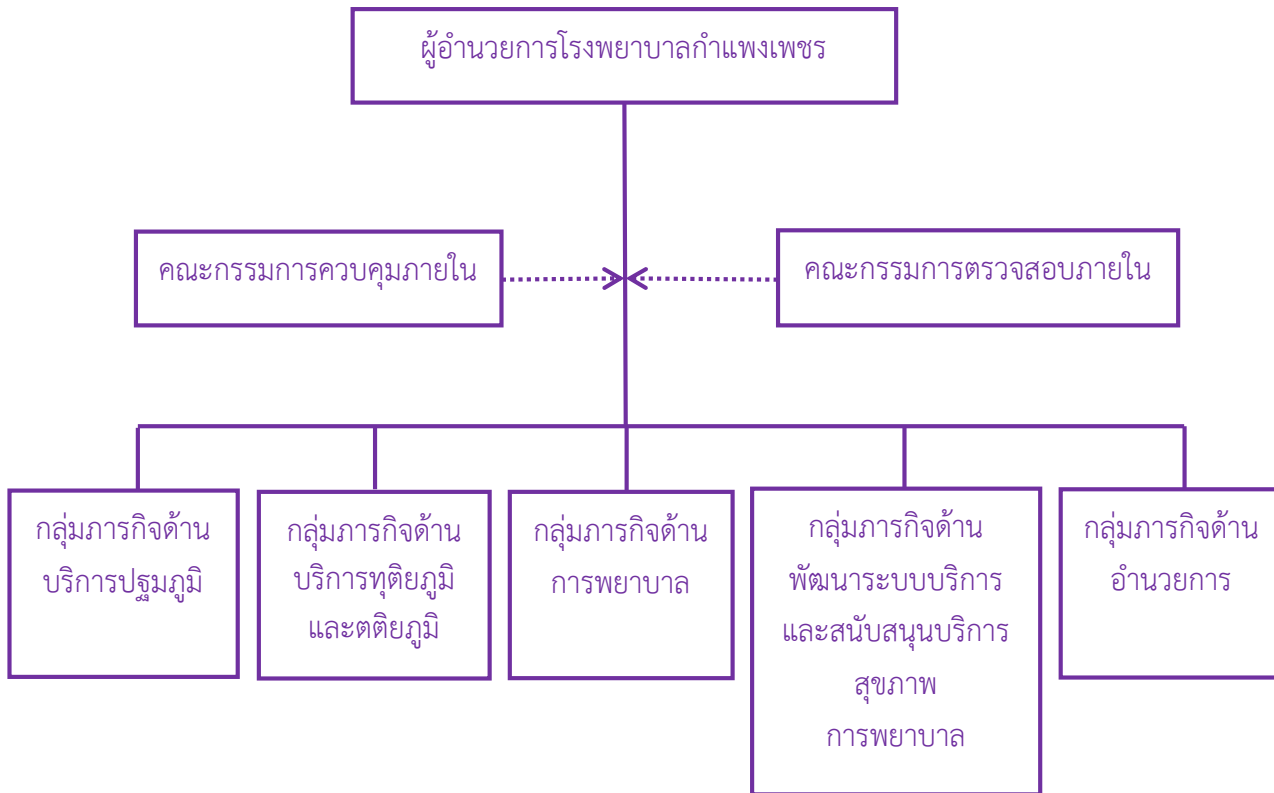 ผู้อำนวยการโรงพยาบาลกำแพงเพชร
คณะกรรมการควบคุมภายใน
คณะกรรมการตรวจสอบภายใน
กลุ่มภารกิจด้าน
บริการปฐมภูมิ
กลุ่มภารกิจด้าน
บริการทุติยภูมิ
และตติยภูมิ
กลุ่มภารกิจด้าน
การพยาบาล
กลุ่มภารกิจด้าน
พัฒนาระบบบริการ
และสนับสนุนบริการ
สุขภาพ
การพยาบาล
กลุ่มภารกิจด้าน
อำนวยการ